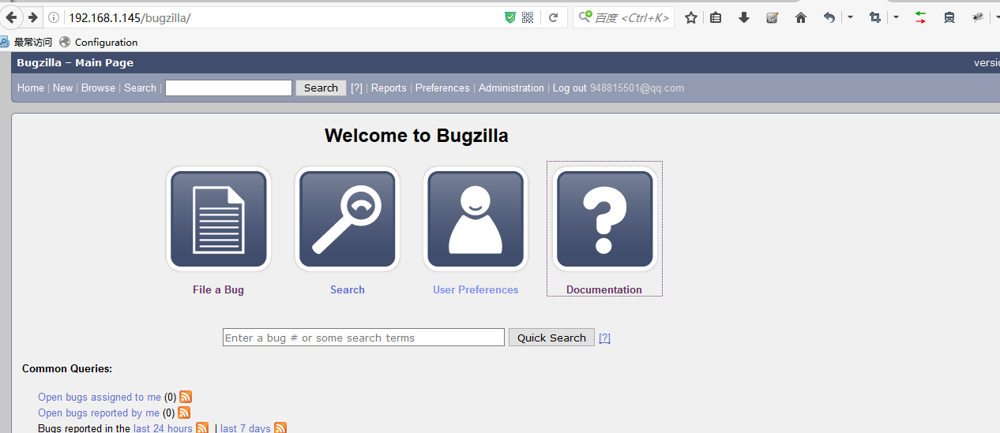 192.168.1.145/bugzilla/ 百度 <Ctrl+K>
最常访问 Configuration
Bugzilla – Main Page versio
Home | New | Browse | Search | Search [?] | Reports | Preferences | Administration | Log out 948815501@qq.com
Welcome to Bugzilla
File a Bug Search User Preferences Documentation
Enter a bug # or some search terms Quick Search [?]
Common Queries:
Open bugs assigned to me (0)
Open bugs reported by me (0)
Bugs reported in the last 24 hours | last 7 days